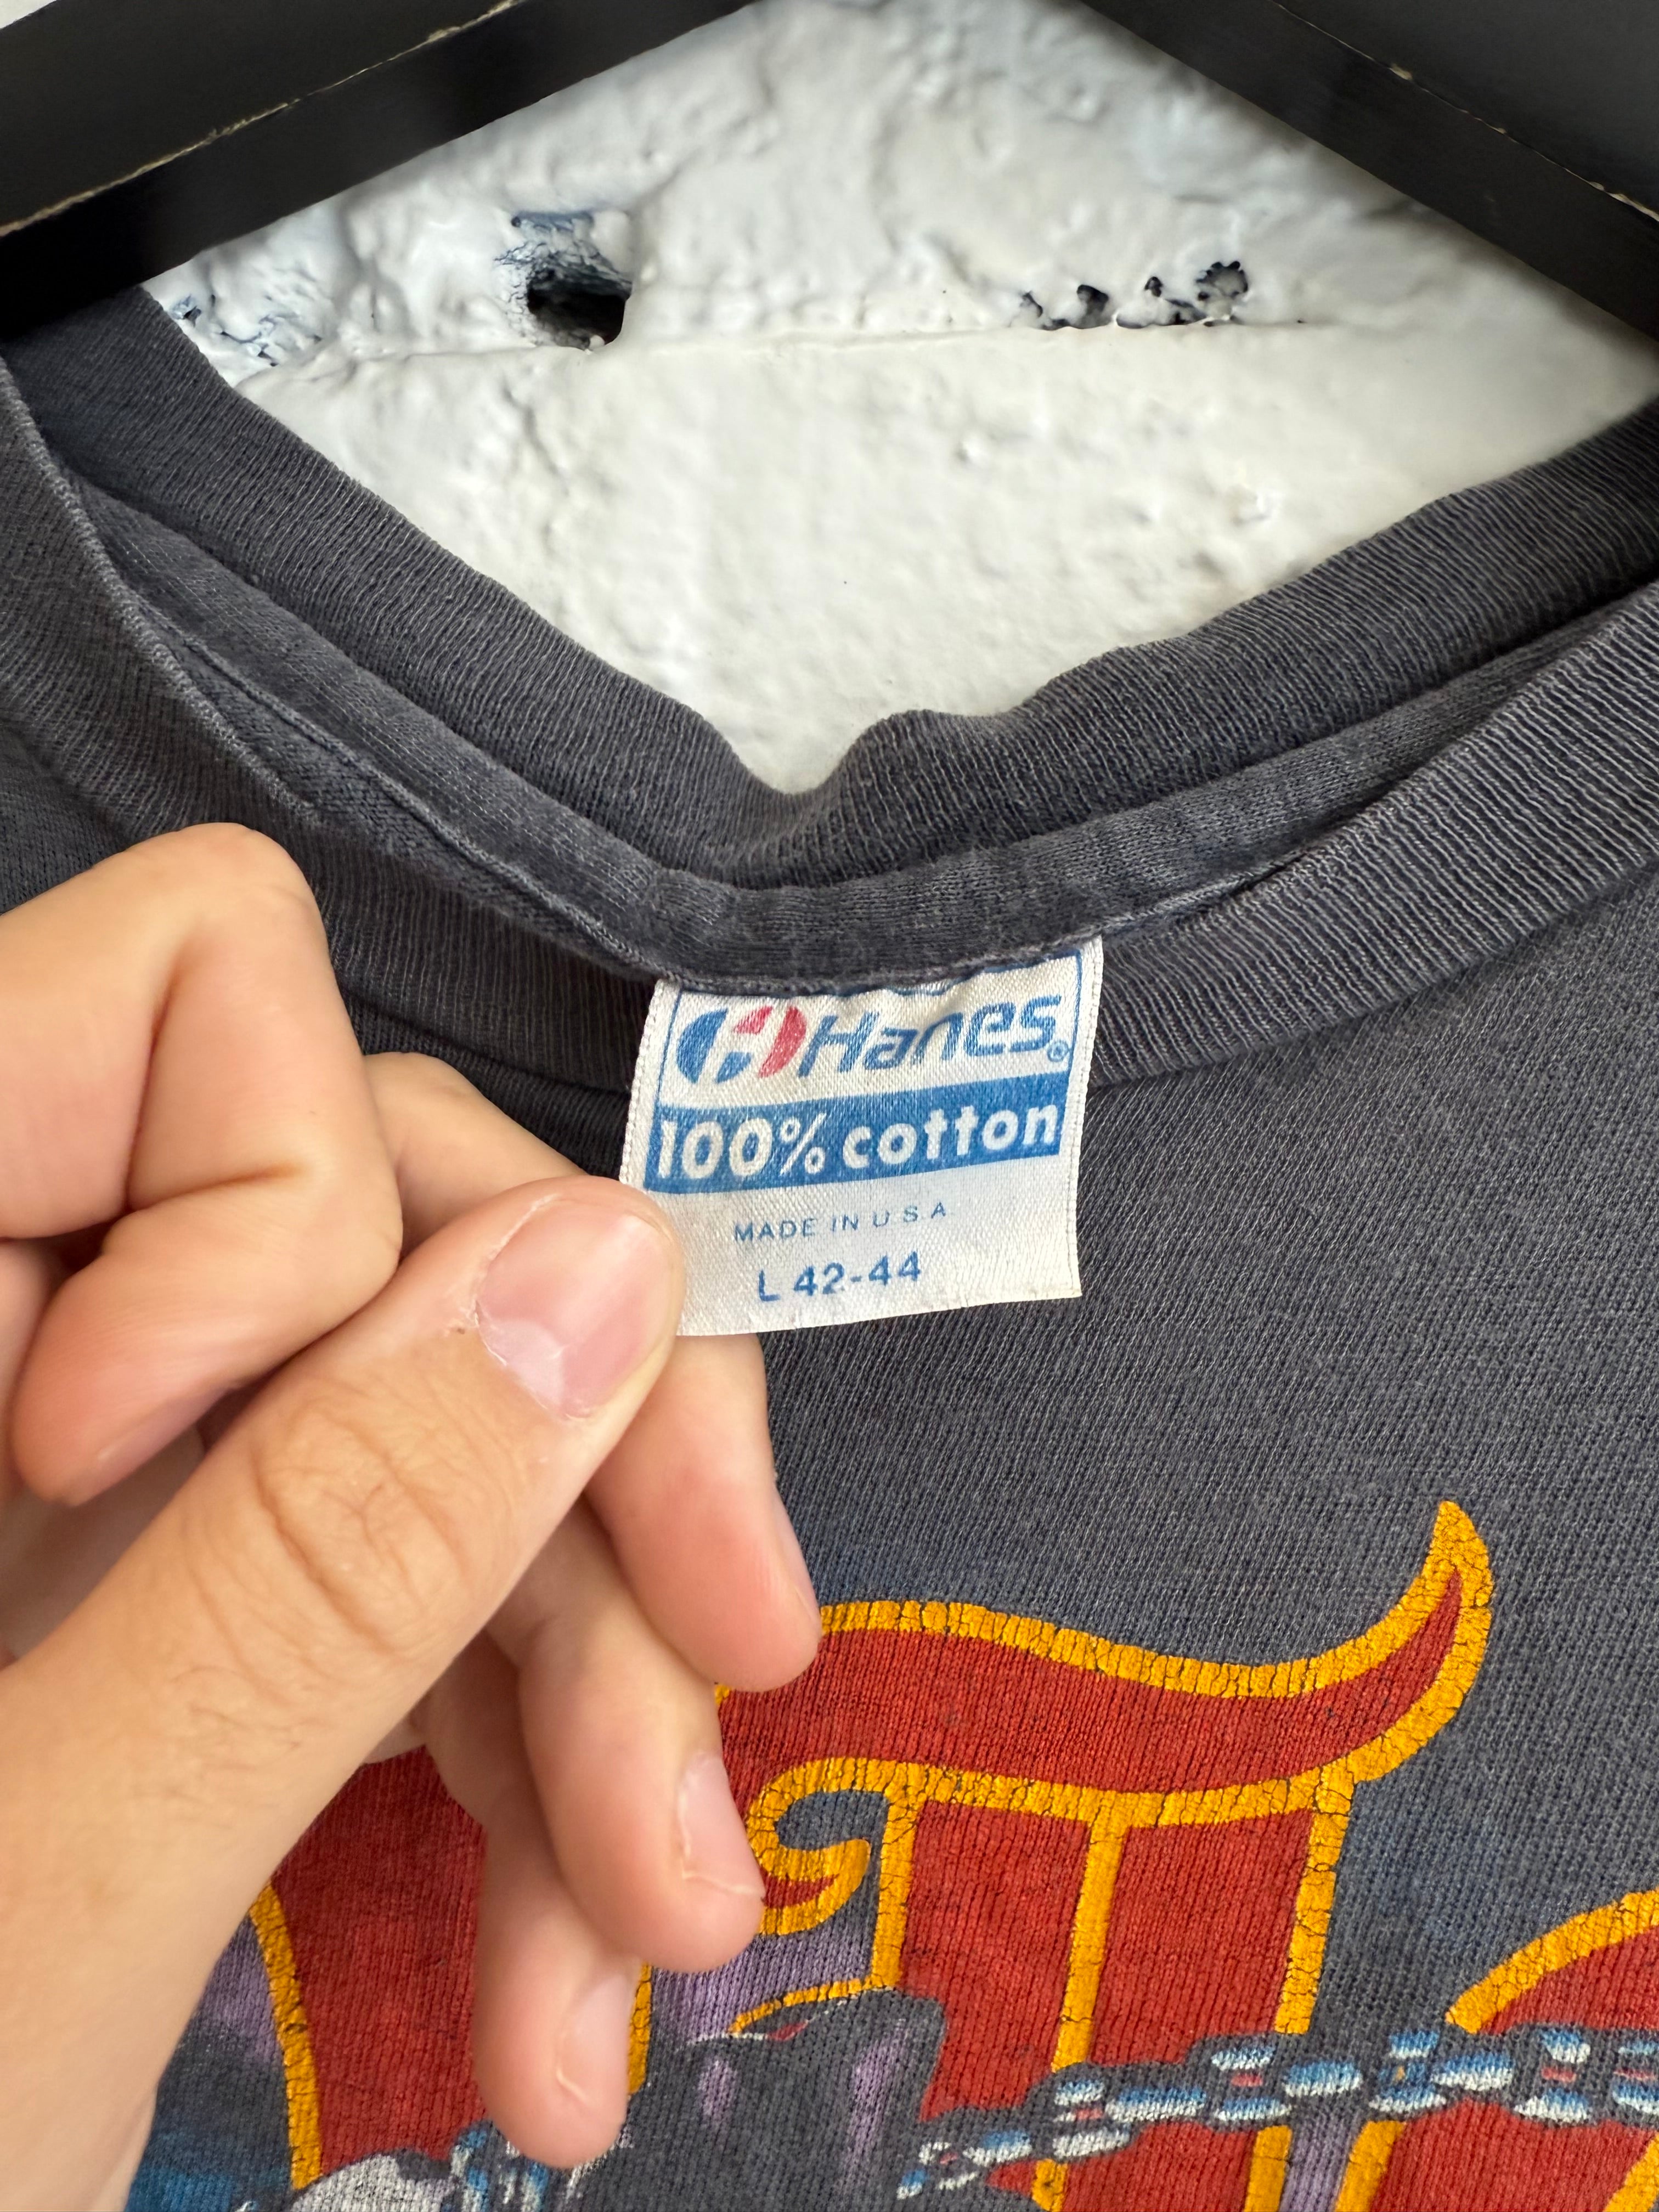 Hanes®
100% cotton
MADE IN U S A
L 42-44